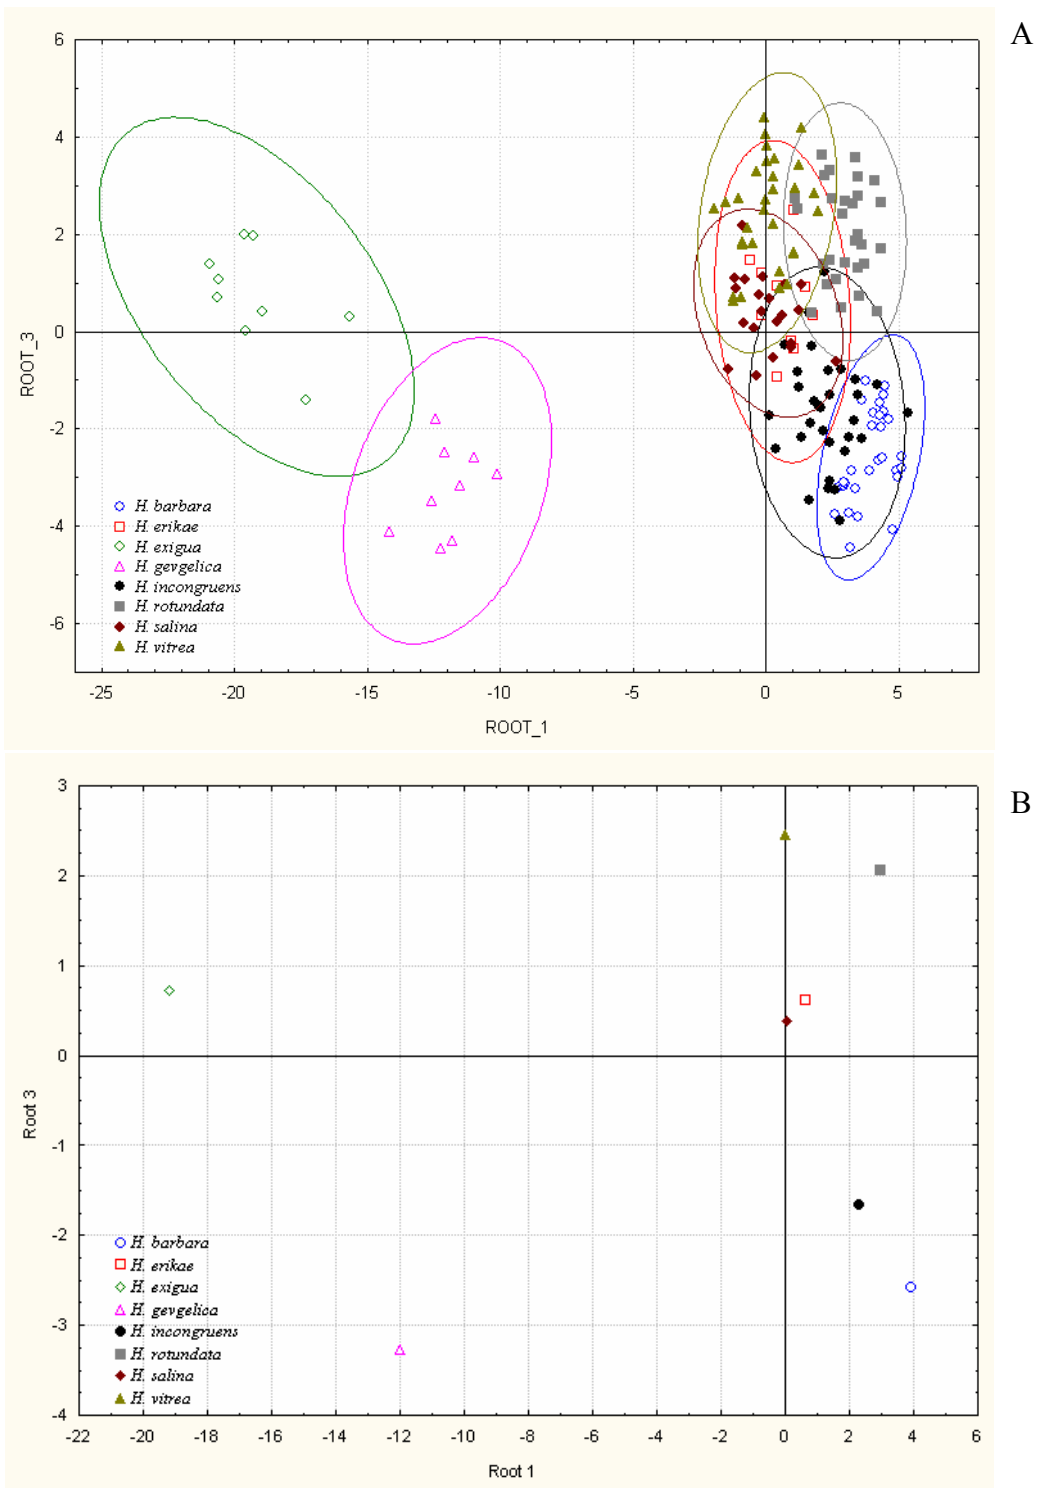 A
6
4
2
0
-2
-4
-6
ROOT_3
H. barbara
H. erikae
H. exigua
H. gevgelica
H. incongruens
H. rotundata
H. salina
H. vitrea
-25 -20 -15 -10 -5 0 5
ROOT_1
B
3
2
1
0
-1
-2
-3
-4
Root 3
H. barbara
H. erikae
H. exigua
H. gevgelica
H. incongruens
H. rotundata
H. salina
H. vitrea
-22 -20 -18 -16 -14 -12 -10 -8 -6 -4 -2 0 2 4 6
Root 1